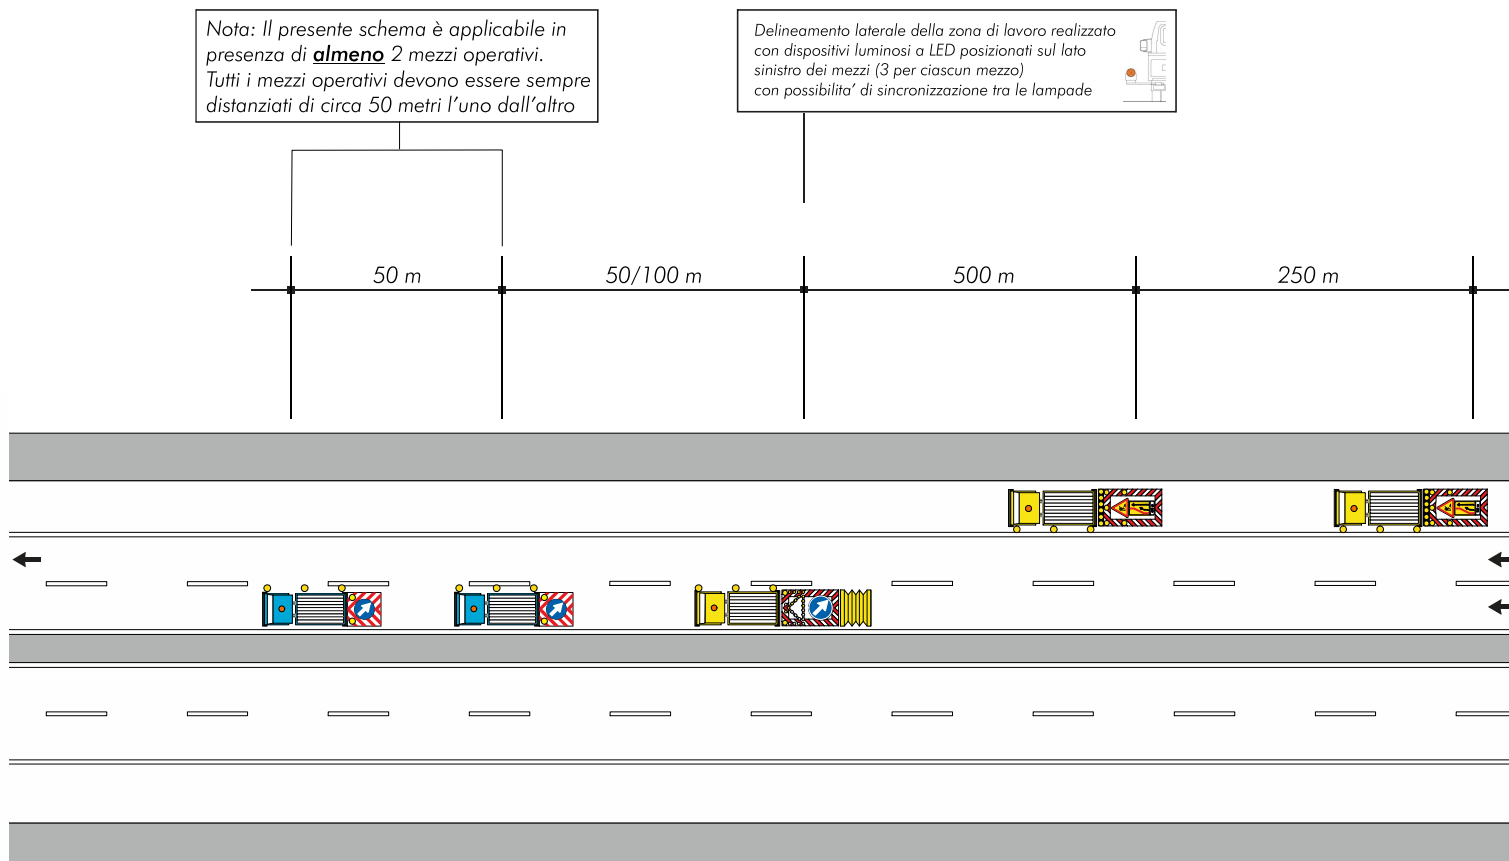 Nota: Il presente schema è applicabile in
presenza di almeno 2 mezzi operativi.
Tutti i mezzi operativi devono essere sempre
distanziati di circa 50 metri l'uno dall'altro
Delineamento laterale della zona di lavoro realizzato
con dispositivi luminosi a LED posizionati sul lato
sinistro dei mezzi (3 per ciascun mezzo)
con possibilita' di sincronizzazione tra le lampade
50 m
50/100 m
500 m
250 m